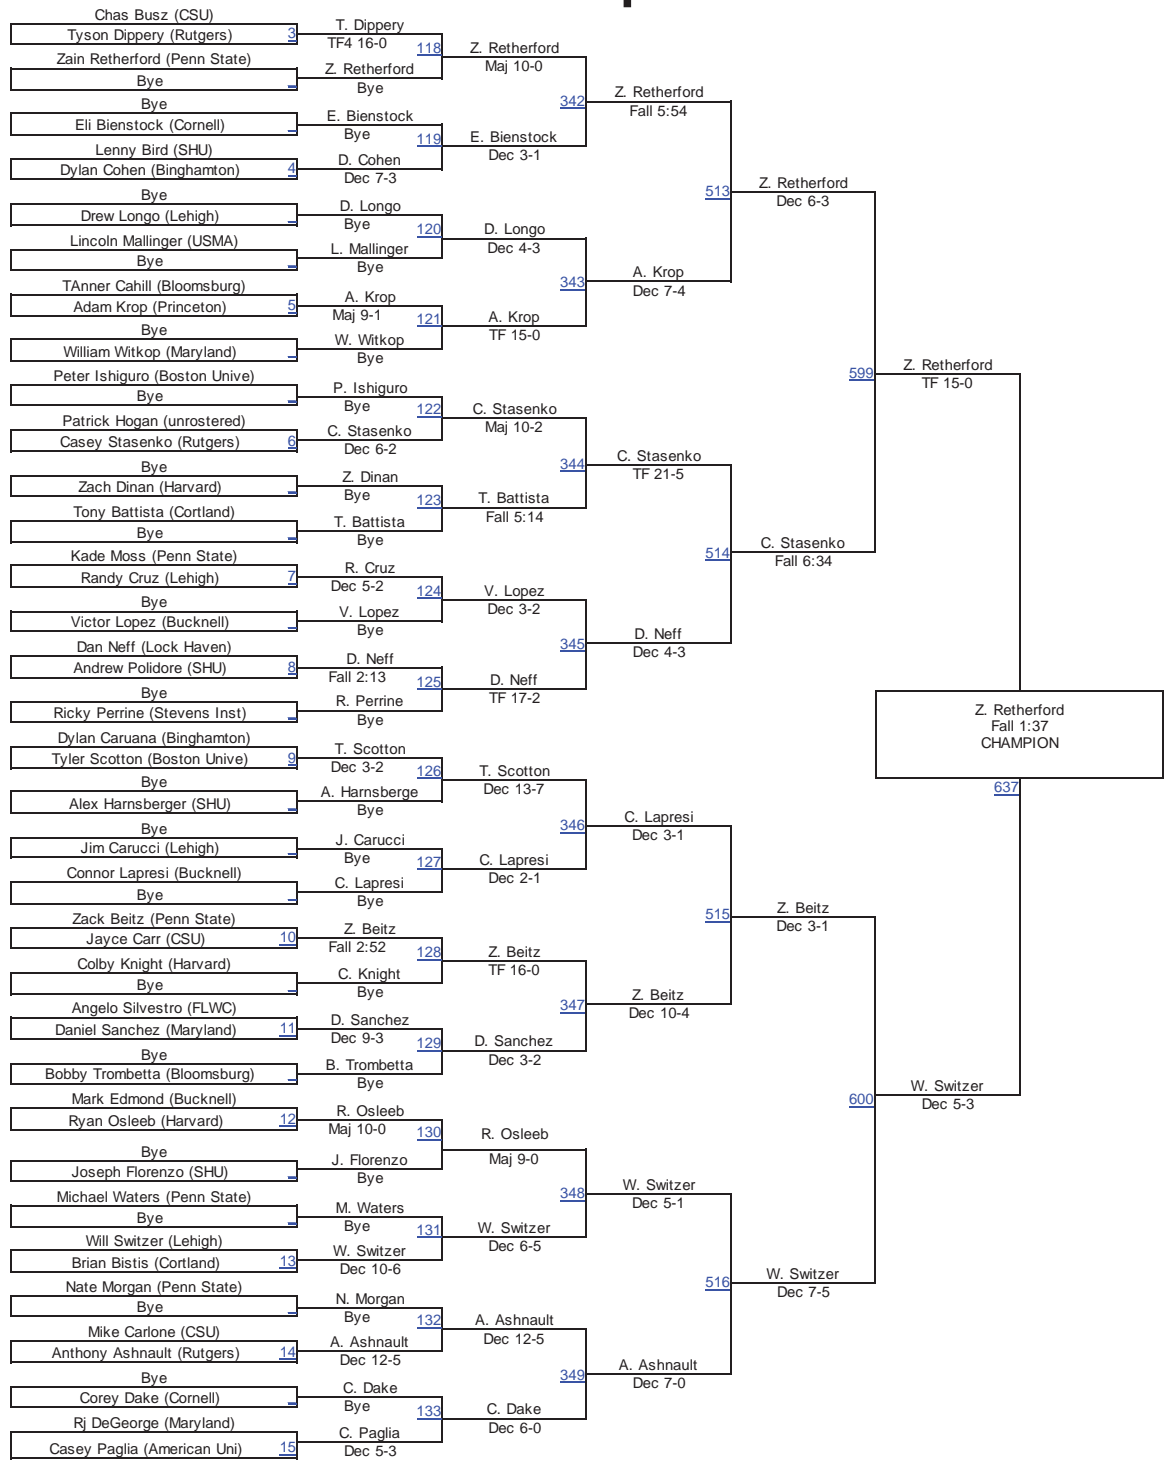 Chas Busz (CSU)
Tyson Dippery (Rutgers) 3
Zain Retherford (Penn State)
Bye
Bye
Eli Bienstock (Cornell)
Lenny Bird (SHU)
Dylan Cohen (Binghamton) 4
Bye
Drew Longo (Lehigh)
Lincoln Mallinger (USMA)
Bye
TAnner Cahill (Bloomsburg)
Adam Krop (Princeton) 5
Bye
William Witkop (Maryland)
Peter Ishiguro (Boston Unive)
Bye
Patrick Hogan (unrostered)
Casey Stasenko (Rutgers) 6
Bye
Zach Dinan (Harvard)
Tony Battista (Cortland)
Bye
Kade Moss (Penn State)
Randy Cruz (Lehigh) 7
Bye
Victor Lopez (Bucknell)
Dan Neff (Lock Haven)
Andrew Polidore (SHU) 8
Bye
Ricky Perrine (Stevens Inst)
Dylan Caruana (Binghamton)
Tyler Scotton (Boston Unive) 9
Bye
Alex Harnsberger (SHU)
Bye
Jim Carucci (Lehigh)
Connor Lapresi (Bucknell)
Bye
Zack Beitz (Penn State)
Jayce Carr (CSU) 10
Colby Knight (Harvard)
Bye
Angelo Silvestro (FLWC)
Daniel Sanchez (Maryland) 11
Bye
Bobby Trombetta (Bloomsburg)
Mark Edmond (Bucknell)
Ryan Osleeb (Harvard) 12
Bye
Joseph Florenzo (SHU)
Michael Waters (Penn State)
Bye
Will Switzer (Lehigh)
Brian Bistis (Cortland) 13
Nate Morgan (Penn State)
Bye
Mike Carlone (CSU)
Anthony Ashnault (Rutgers) 14
Bye
Corey Dake (Cornell)
Rj DeGeorge (Maryland)
Casey Paglia (American Uni) 15
T. Dippery
TF4 16-0
118
Z. Retherford
Bye
E. Bienstock
Bye
119
D. Cohen
Dec 7-3
D. Longo
Bye
120
L. Mallinger
Bye
A. Krop
Maj 9-1
121
W. Witkop
Bye
P. Ishiguro
Bye
122
C. Stasenko
Dec 6-2
Z. Dinan
Bye
123
T. Battista
Bye
R. Cruz
Dec 5-2
124
V. Lopez
Bye
D. Neff
Fall 2:13
125
R. Perrine
Bye
T. Scotton
Dec 3-2
126
A. Harnsberge
Bye
J. Carucci
Bye
127
C. Lapresi
Bye
Z. Beitz
Fall 2:52
128
C. Knight
Bye
D. Sanchez
Dec 9-3
129
B. Trombetta
Bye
R. Osleeb
Maj 10-0
130
J. Florenzo
Bye
M. Waters
Bye
131
W. Switzer
Dec 10-6
N. Morgan
Bye
132
A. Ashnault
Dec 12-5
C. Dake
Bye
133
C. Paglia
Dec 5-3
Z. Retherford
Maj 10-0
342
E. Bienstock
Dec 3-1
D. Longo
Dec 4-3
343
A. Krop
TF 15-0
C. Stasenko
Maj 10-2
344
T. Battista
Fall 5:14
V. Lopez
Dec 3-2
345
D. Neff
TF 17-2
T. Scotton
Dec 13-7
346
C. Lapresi
Dec 2-1
Z. Beitz
TF 16-0
347
D. Sanchez
Dec 3-2
R. Osleeb
Maj 9-0
348
W. Switzer
Dec 6-5
A. Ashnault
Dec 12-5
349
C. Dake
Dec 6-0
Z. Retherford
Fall 5:54
513
A. Krop
Dec 7-4
C. Stasenko
TF 21-5
514
D. Neff
Dec 4-3
C. Lapresi
Dec 3-1
515
Z. Beitz
Dec 10-4
W. Switzer
Dec 5-1
516
A. Ashnault
Dec 7-0
Z. Retherford
Dec 6-3
599
C. Stasenko
Fall 6:34
Z. Beitz
Dec 3-1
600
W. Switzer
Dec 7-5
Z. Retherford
TF 15-0
W. Switzer
Dec 5-3
Z. Retherford
Fall 1:37
CHAMPION
637